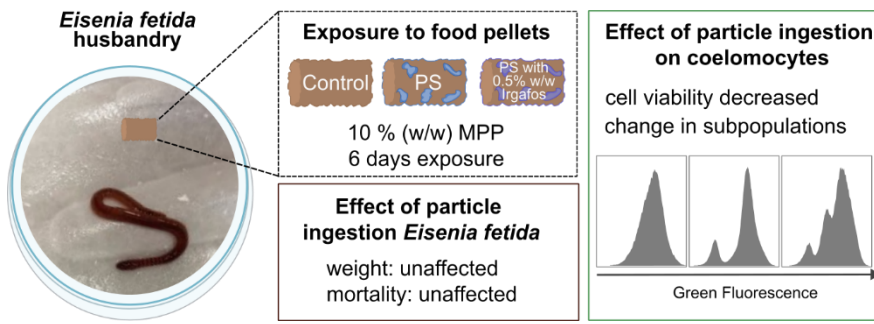 Eisenia fetida
husbandry
Exposure to food pellets
Control
PS
PS with
0.5% w/w
Irgafos
10 % (w/w) MPP
6 days exposure
Effect of particle
ingestion Eisenia fetida
weight: unaffected
mortality: unaffected
Effect of particle ingestion
on coelomocytes
cell viability decreased
change in subpopulations
Green Fluorescence